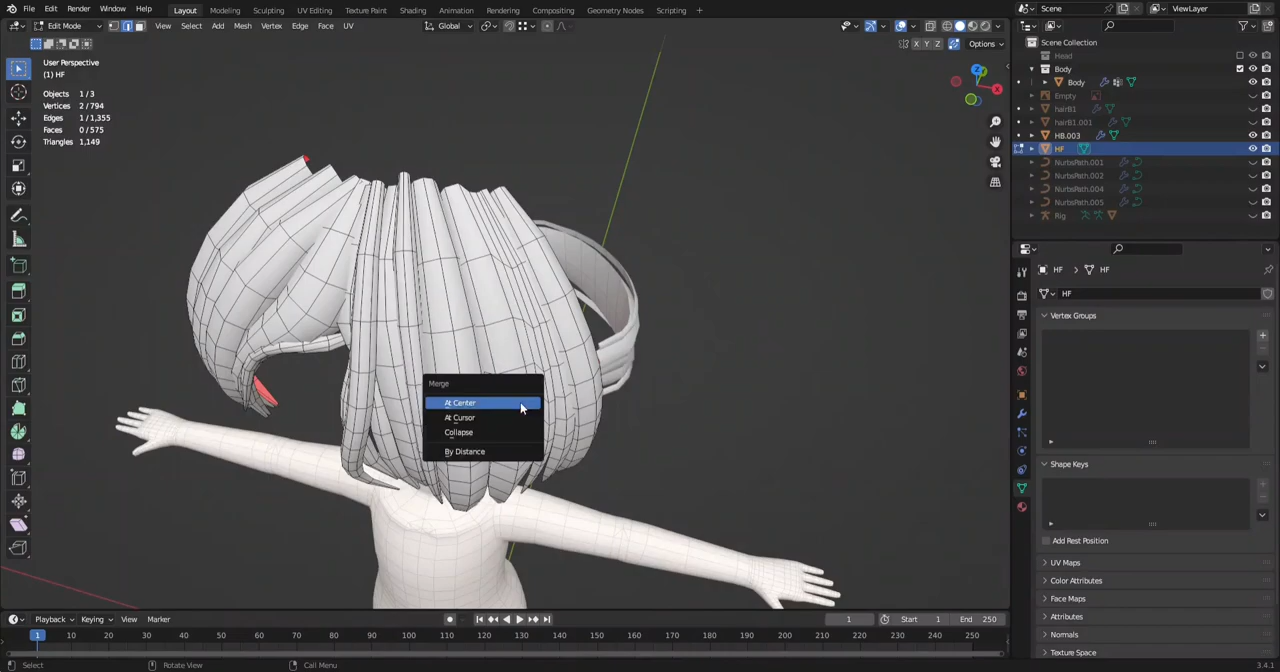 File Edit Render Window Help Layout Sculpting UV Editing Texture Paint Shading Animation Rendering Compositing Geometry Nodes Scripting + Scene ViewLayer
Edit Mode View Select Add Mesh Vertex Edge Face UV Global
X Y Z Options
User Perspective
(1) HF
Objects 1/3
Vertices 2/794
Edges 1/1,355
Faces 0/575
Triangles 1,149
Z
X
Merge
At Center
At Cursor
Collapse
By Distance
Scene Collection
Head
Body
Body
Empty
hairB1
hairB1.001
HB.003
HF
NurbsPath.001
NurbsPath.002
NurbsPath.004
NurbsPath.005
Rig
HF > HF
HF
Vertex Groups
Shape Keys
Add Rest Position
UV Maps
Color Attributes
Face Maps
Attributes
Normals
Texture Space
Playback Keying View Marker 1 Start 1 End 250
1 10 20 30 40 50 60 70 80 90 100 110 120 130 140 150 160 170 180 190 200 210 220 230 240 250
Select Rotate View Call Menu 3.4.1